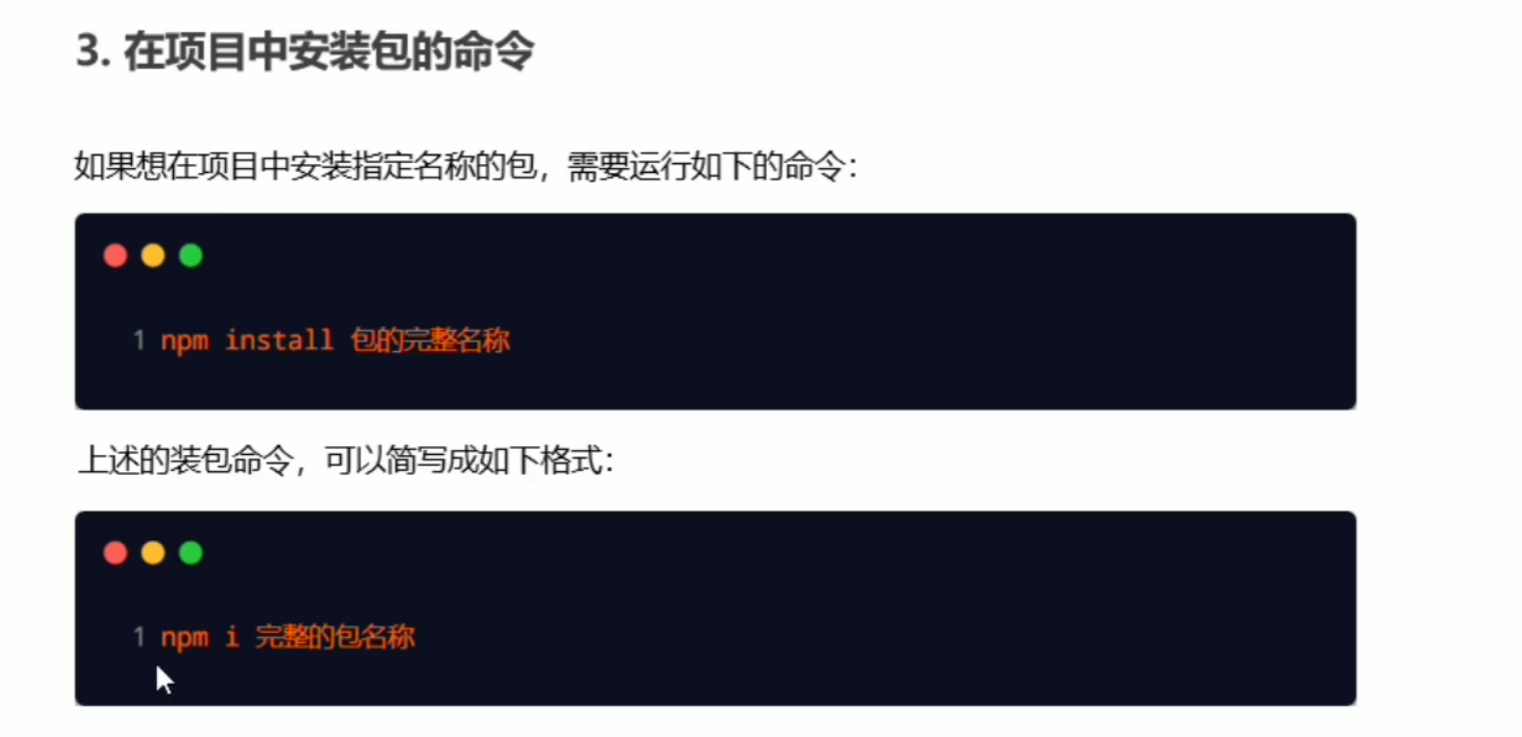 3. 在项目中安装包的命令
如果想在项目中安装指定名称的包，需要运行如下的命令：
1 npm install 包的完整名称
上述的装包命令，可以简写成如下格式：
1 npm i 完整的包名称